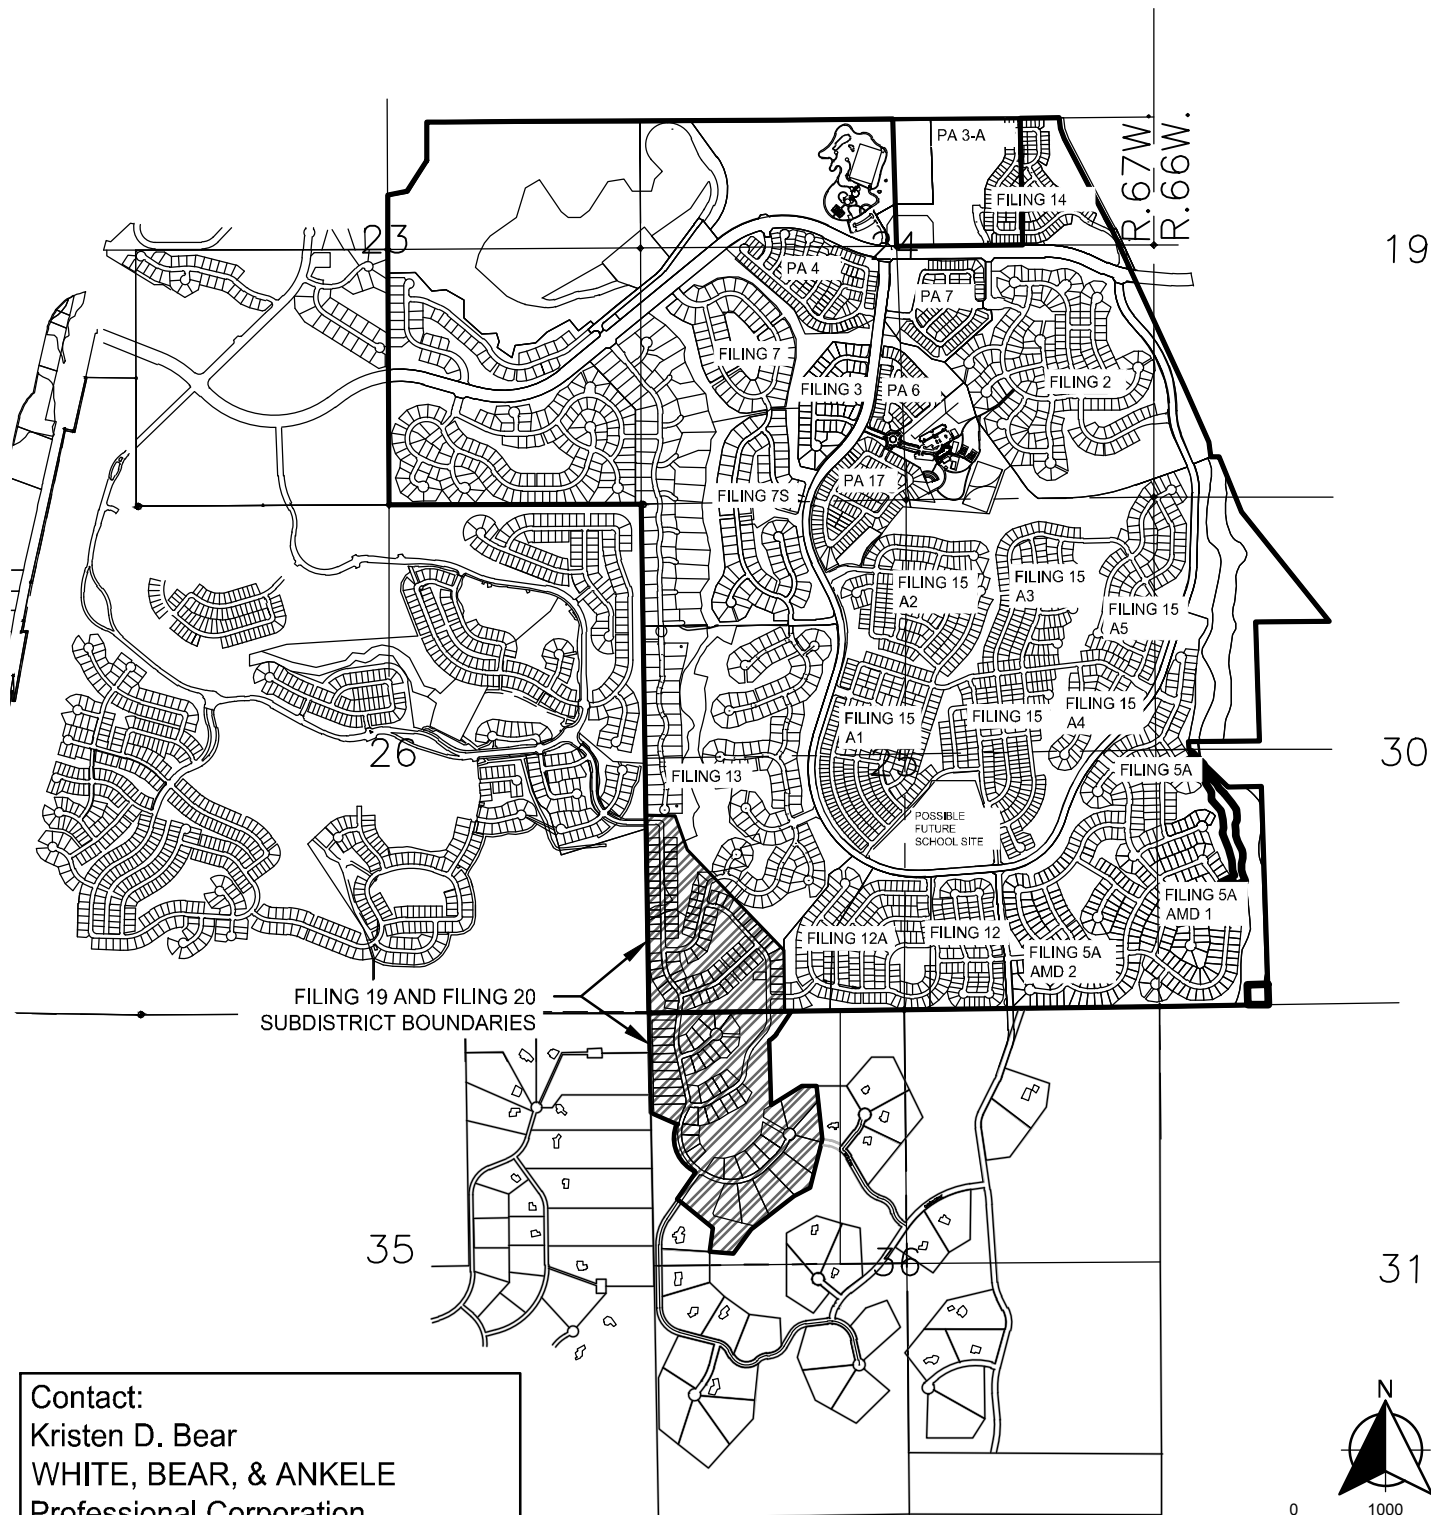 PA 3-A
R.67W.
R.66W.
FILING 14
23
24
19
PA 4
PA 7
FILING 7
FILING 3
PA 6
FILING 2
FILING 7S
PA 17
FILING 15
A2
FILING 15
A3
FILING 15
A5
FILING 15
A1
FILING 15
FILING 15
A4
26
25
30
FILING 13
FILING 5A
POSSIBLE
FUTURE
SCHOOL SITE
FILING 5A
AMD 1
FILING 12A
FILING 12
FILING 5A
AMD 2
FILING 19 AND FILING 20
SUBDISTRICT BOUNDARIES
35
36
31
Contact:
Kristen D. Bear
WHITE, BEAR, & ANKELE
Professional Corporation
N
0 1000